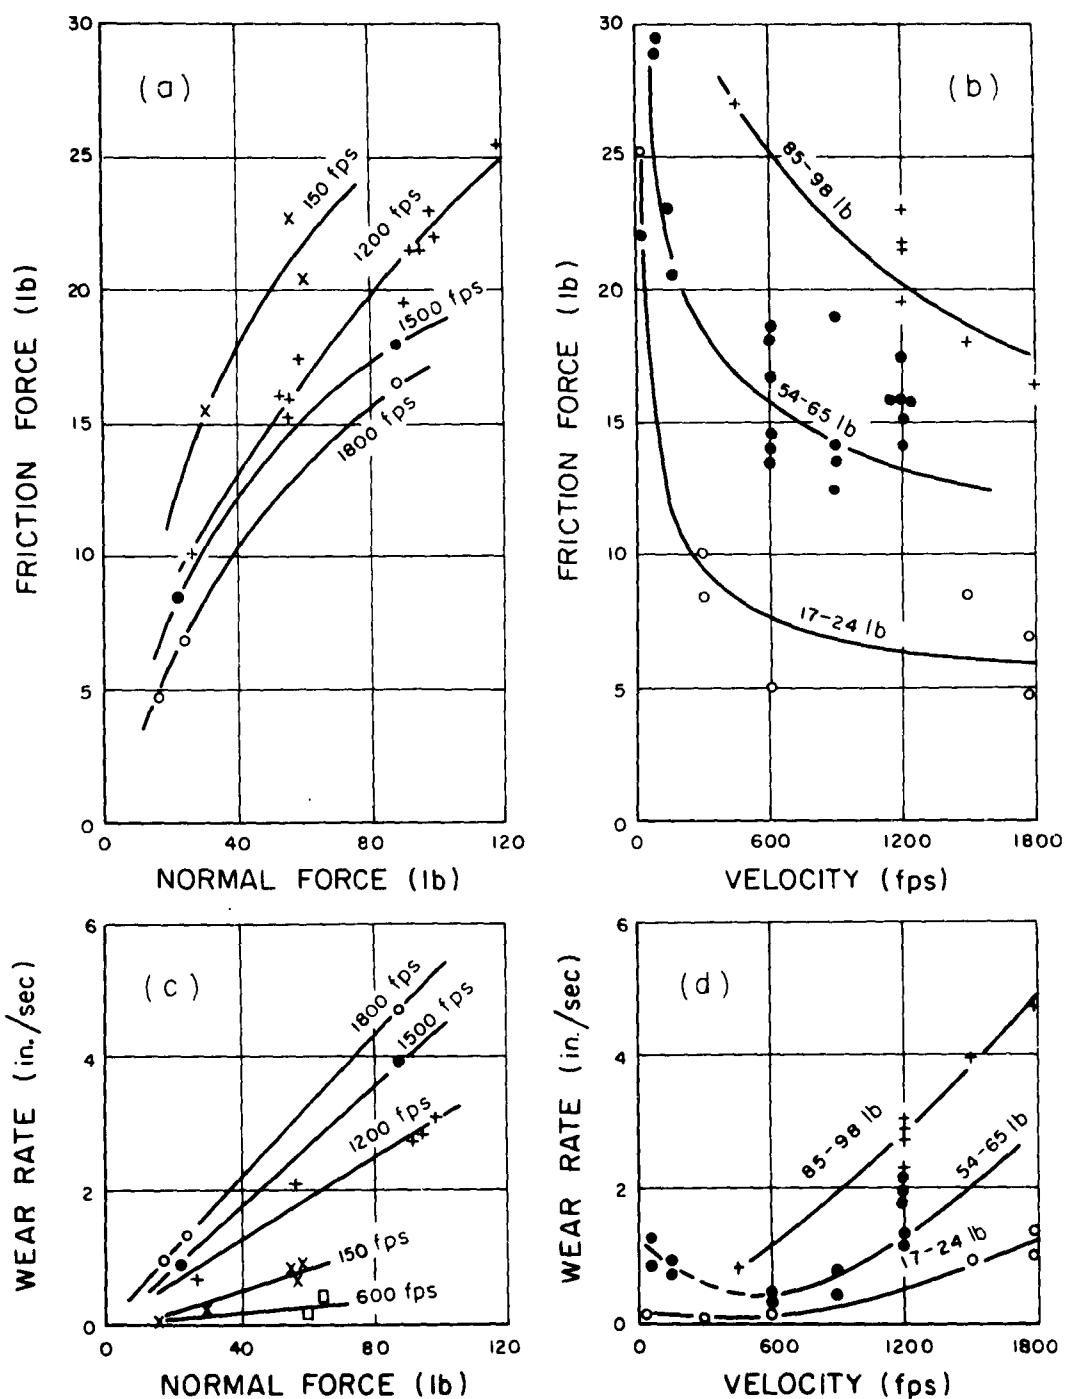 (a)
30
25
20
15
10
5
0
FRICTION FORCE (lb)
150 fps
1200 fps
1500 fps
1800 fps
0 40 80 120
NORMAL FORCE (lb)
(b)
30
25
20
15
10
5
0
FRICTION FORCE (lb)
85-98 lb
54-65 lb
17-24 lb
0 600 1200 1800
VELOCITY (fps)
(c)
6
4
2
0
WEAR RATE (in./sec)
1800 fps
1500 fps
1200 fps
150 fps
600 fps
0 40 80 120
NORMAL FORCE (lb)
(d)
6
4
2
0
WEAR RATE (in./sec)
85-98 lb
54-65 lb
17-24 lb
0 600 1200 1800
VELOCITY (fps)